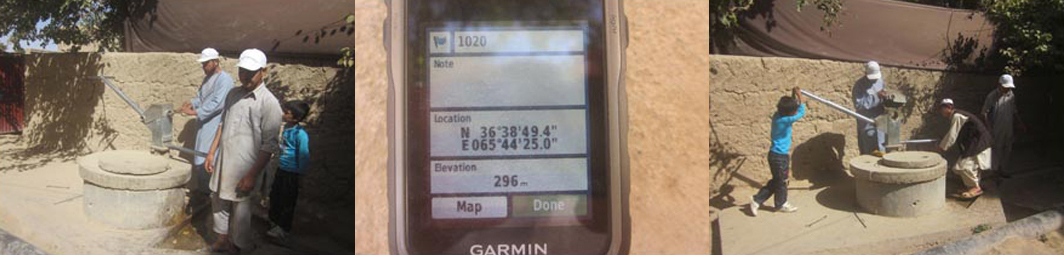 1020
Note
Location
N 36°38'49.4"
E 065°44'25.0"
Elevation
296m
Map
Done
GARMIN